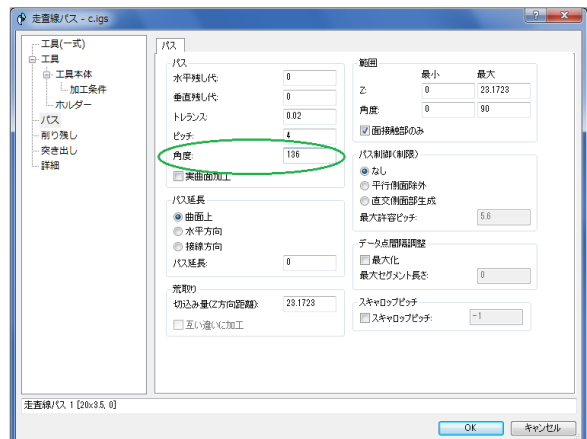 走査線パス - c.igs
工具(一式)
工具
工具本体
加工条件
ホルダー
パス
削り残し
突き出し
詳細
パス
パス
水平残し代: 0
垂直残し代: 0
トレランス: 0.02
ピッチ: 4
角度: 136
実曲面加工
パス延長
曲面上
水平方向
接線方向
パス延長: 0
荒取り
切込み量(Z方向距離): 23.1723
互い違いに加工
範囲
最小 最大
Z: 0 23.1723
角度: 0 90
面接触部のみ
パス制御(制限)
なし
平行側面除外
直交側面部生成
最大許容ピッチ: 5.6
データ点間隔調整
最大化
最大セグメント長さ: 0
スキャロップピッチ
スキャロップピッチ: -1
走査線パス 1 [20x3.5, 0]
OK キャンセル